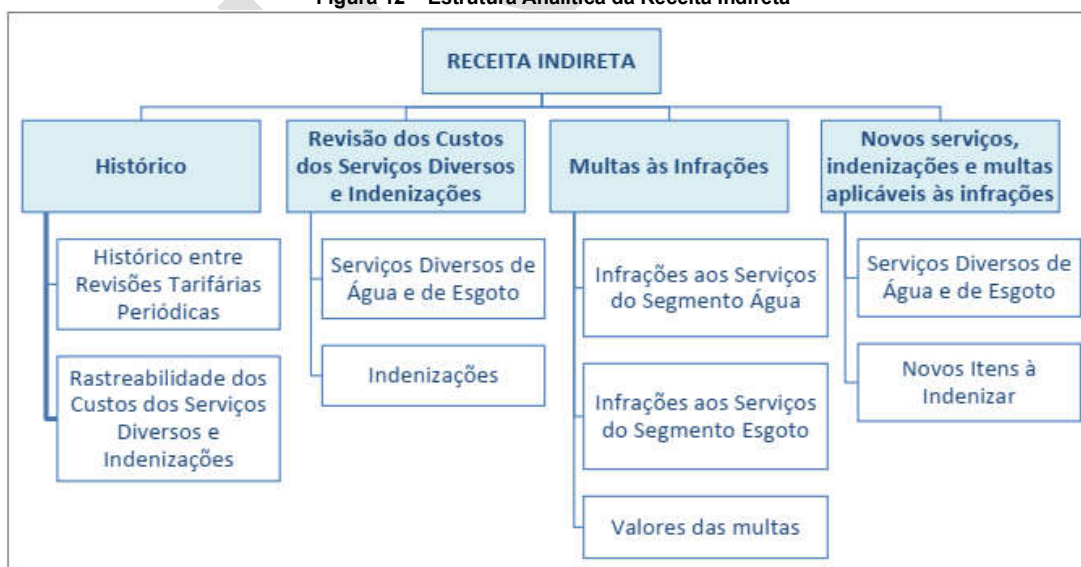 Figura 12 – Estrutura Analítica da Receita Indireta
RECEITA INDIRETA
Histórico
Histórico entre
Revisões Tarifárias
Periódicas
Rastreabilidade dos
Custos dos Serviços
Diversos e
Indenizações
Revisão dos Custos
dos Serviços Diversos
e Indenizações
Serviços Diversos de
Água e de Esgoto
Indenizações
Multas às Infrações
Infrações aos Serviços
do Segmento Água
Infrações aos Serviços
do Segmento Esgoto
Valores das multas
Novos serviços,
indenizações e multas
aplicáveis às infrações
Serviços Diversos de
Água e de Esgoto
Novos Itens à
Indenizar